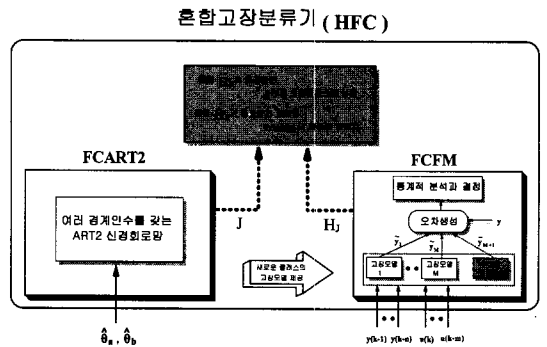 혼합고장분류기 ( HFC )
FCART2
여러 경계인수를 갖는
ART2 신경회로망
J
H_J
새로운 클래스의
고장모델 제공
FCFM
통계적 분석과 결정
오차생성
y
ỹ₁
ỹ_M
ỹ_M+1
고장모델
1
고장모델
M
θ̂a , θ̂b
y(k-1) y(k-n) u(k) u(k-m)